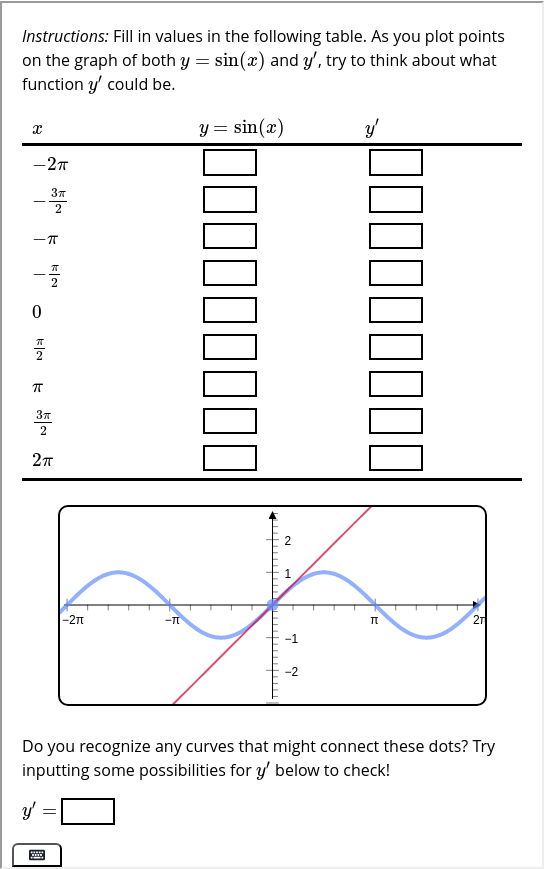 Instructions: Fill in values in the following table. As you plot points
on the graph of both y = sin(x) and y′, try to think about what
function y′ could be.
x y = sin(x) y′
−2π
−3π/2
−π
−π/2
0
π/2
π
3π/2
2π
2
1
−2π −π π 2π
−1
−2
Do you recognize any curves that might connect these dots? Try
inputting some possibilities for y′ below to check!
y′ =